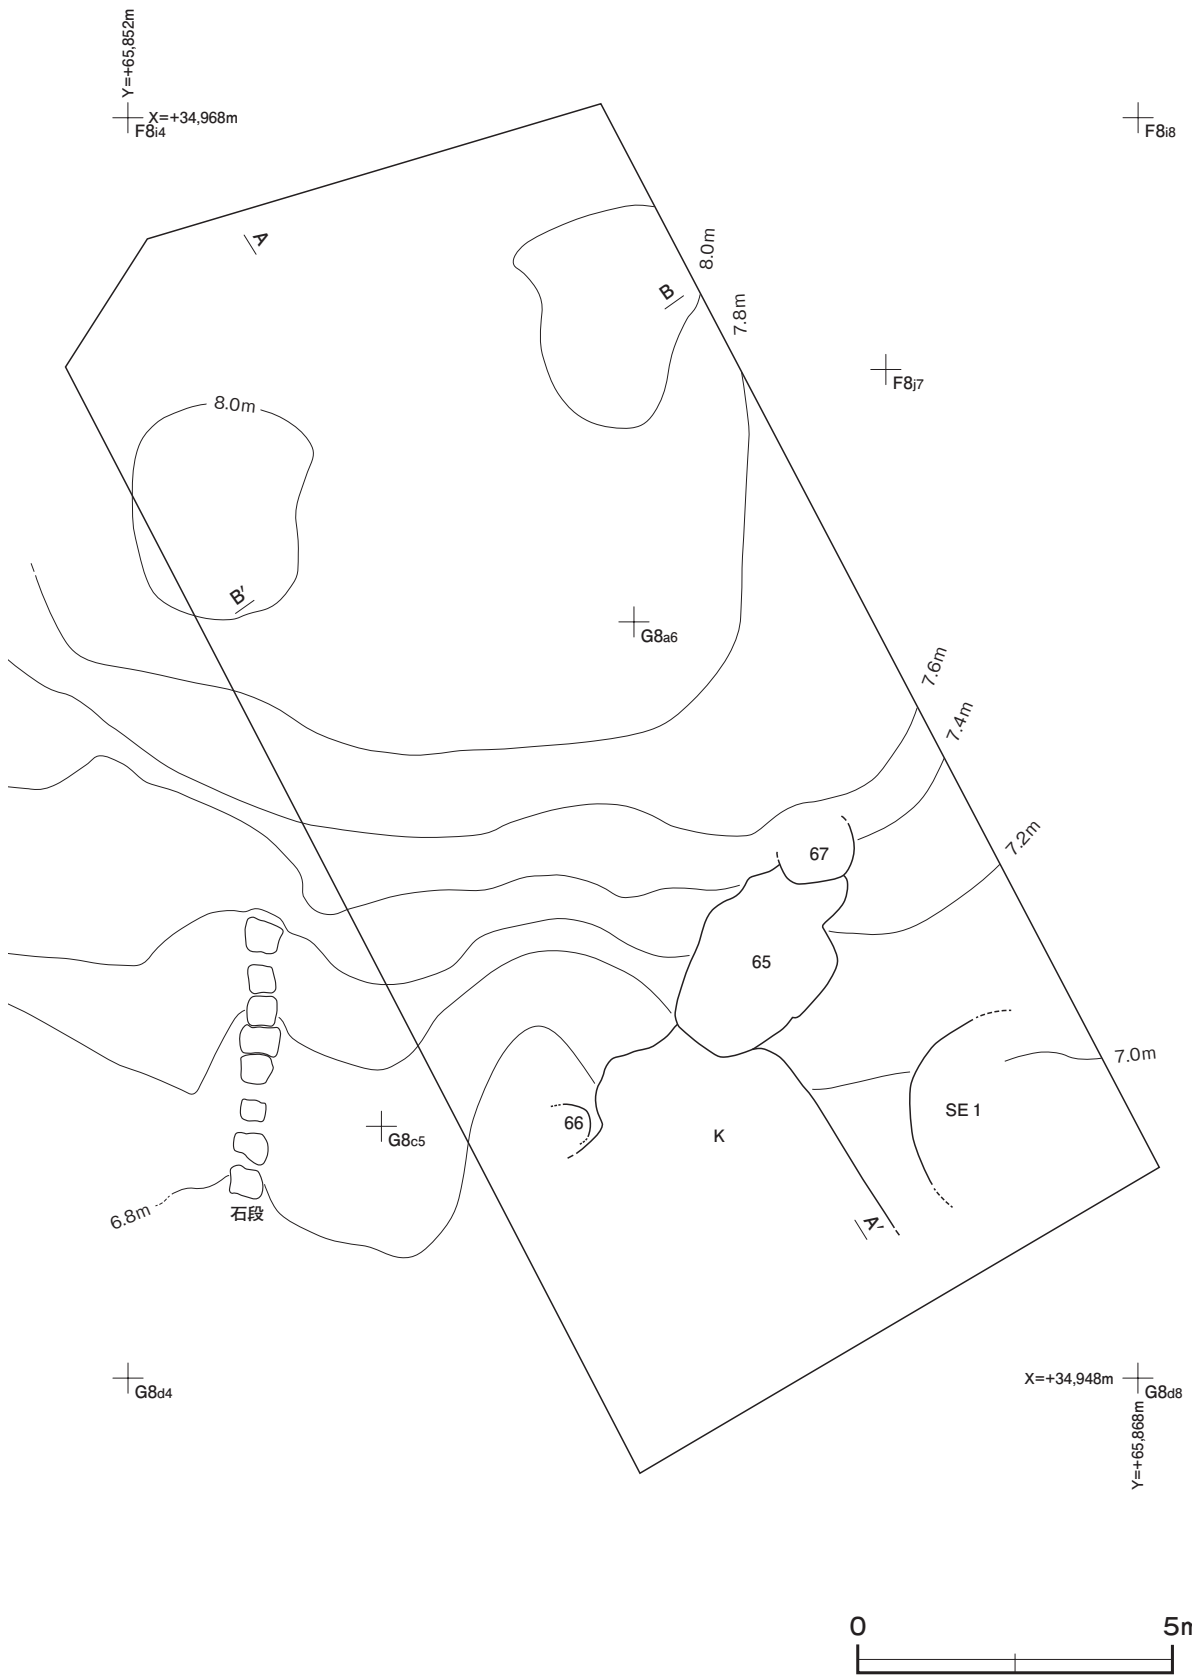 Y=+65,852m
X=+34,968m
F8i4
F8i8
A
8.0m
B
7.8m
F8j7
8.0m
B′
G8a6
7.6m
7.4m
7.2m
67
65
7.0m
SE 1
66
G8c5
K
6.8m
石段
A′
X=+34,948m
G8d4
G8d8
Y=+65,868m
0 5m